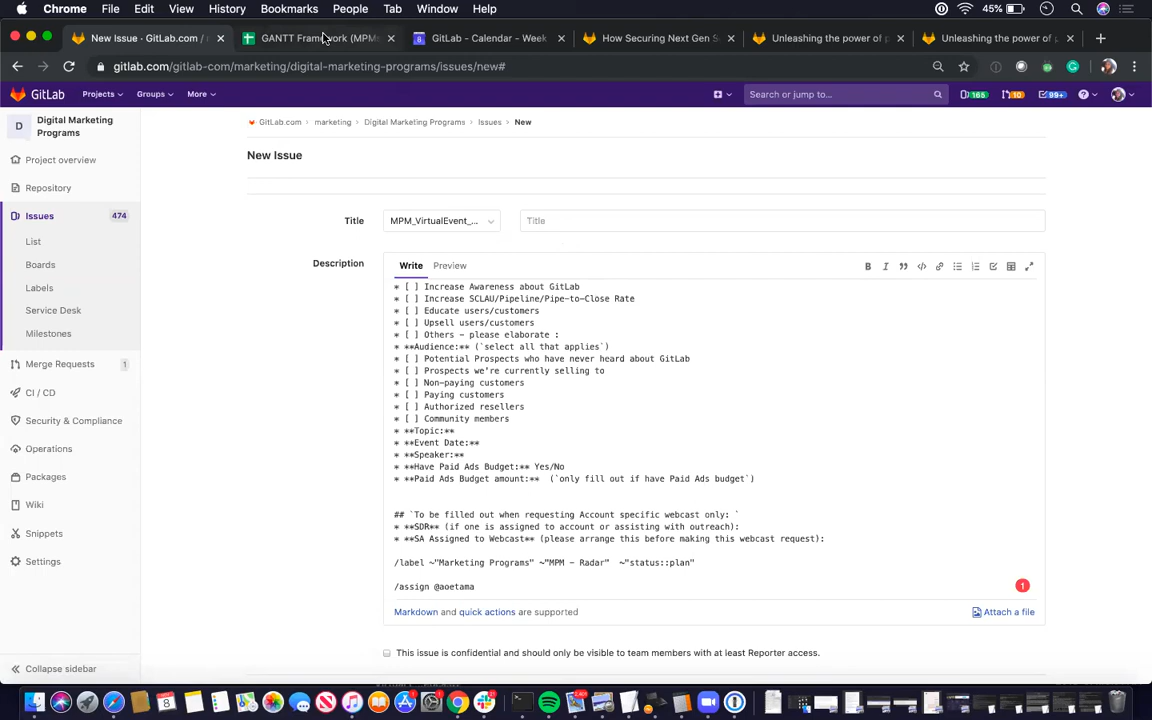 Chrome File Edit View History Bookmarks People Tab Window Help 45%
New Issue · GitLab.com / GANTT Framework (MPM GitLab - Calendar - Week How Securing Next Gen S Unleashing the power of p Unleashing the power of p
gitlab.com/gitlab-com/marketing/digital-marketing-programs/issues/new#
GitLab Projects Groups More Search or jump to... 165 10 99+
D Digital Marketing Programs
Project overview
Repository
Issues 474
List
Boards
Labels
Service Desk
Milestones
Merge Requests 1
CI / CD
Security & Compliance
Operations
Packages
Wiki
Snippets
Settings
Collapse sidebar
GitLab.com › marketing › Digital Marketing Programs › Issues › New
New Issue
Title MPM_VirtualEvent_... Title
Description Write Preview
* [ ] Increase Awareness about GitLab
* [ ] Increase SCLAU/Pipeline/Pipe-to-Close Rate
* [ ] Educate users/customers
* [ ] Upsell users/customers
* [ ] Others - please elaborate :
* **Audience:** (`select all that applies`)
* [ ] Potential Prospects who have never heard about GitLab
* [ ] Prospects we're currently selling to
* [ ] Non-paying customers
* [ ] Paying customers
* [ ] Authorized resellers
* [ ] Community members
* **Topic:**
* **Event Date:**
* **Speaker:**
* **Have Paid Ads Budget:** Yes/No
* **Paid Ads Budget amount:** (`only fill out if have Paid Ads budget`)
## `To be filled out when requesting Account specific webcast only: `
* **SDR** (if one is assigned to account or assisting with outreach):
* **SA Assigned to Webcast** (please arrange this before making this webcast request):
/label ~"Marketing Programs" ~"MPM - Radar" ~"status::plan"
/assign @aoetama
1
Markdown and quick actions are supported Attach a file
This issue is confidential and should only be visible to team members with at least Reporter access.